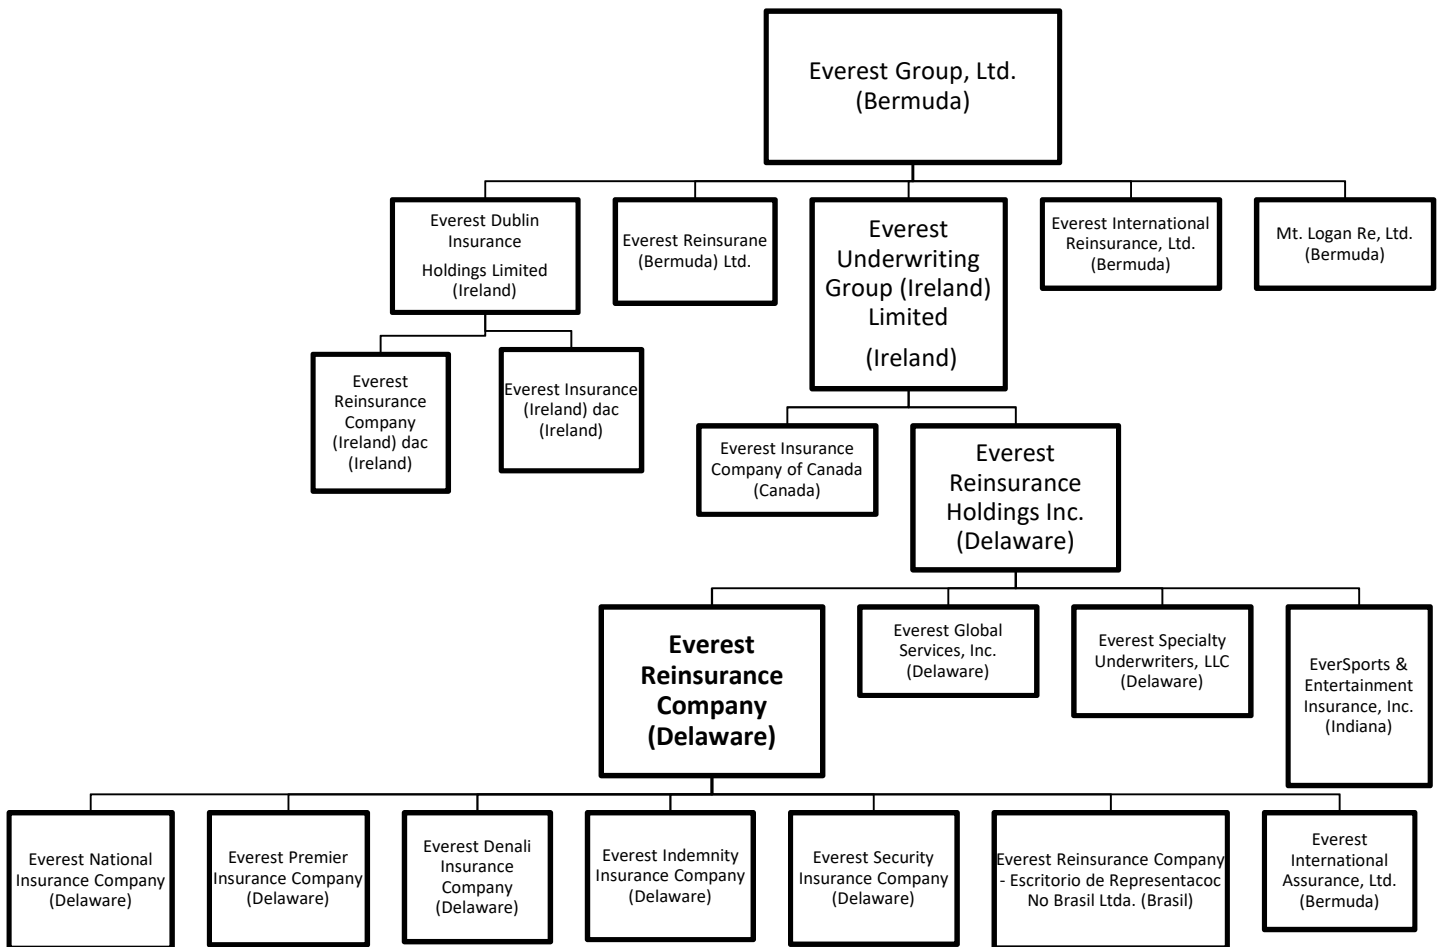 Everest Group, Ltd.
(Bermuda)
Everest Dublin
Insurance
Holdings Limited
(Ireland)
Everest Reinsurane
(Bermuda) Ltd.
Everest
Underwriting
Group (Ireland)
Limited
(Ireland)
Everest International
Reinsurance, Ltd.
(Bermuda)
Mt. Logan Re, Ltd.
(Bermuda)
Everest
Reinsurance
Company
(Ireland) dac
(Ireland)
Everest Insurance
(Ireland) dac
(Ireland)
Everest Insurance
Company of Canada
(Canada)
Everest
Reinsurance
Holdings Inc.
(Delaware)
Everest
Reinsurance
Company
(Delaware)
Everest Global
Services, Inc.
(Delaware)
Everest Specialty
Underwriters, LLC
(Delaware)
EverSports &
Entertainment
Insurance, Inc.
(Indiana)
Everest National
Insurance Company
(Delaware)
Everest Premier
Insurance Company
(Delaware)
Everest Denali
Insurance
Company
(Delaware)
Everest Indemnity
Insurance Company
(Delaware)
Everest Security
Insurance Company
(Delaware)
Everest Reinsurance Company
- Escritorio de Representacoc
No Brasil Ltda. (Brasil)
Everest
International
Assurance, Ltd.
(Bermuda)